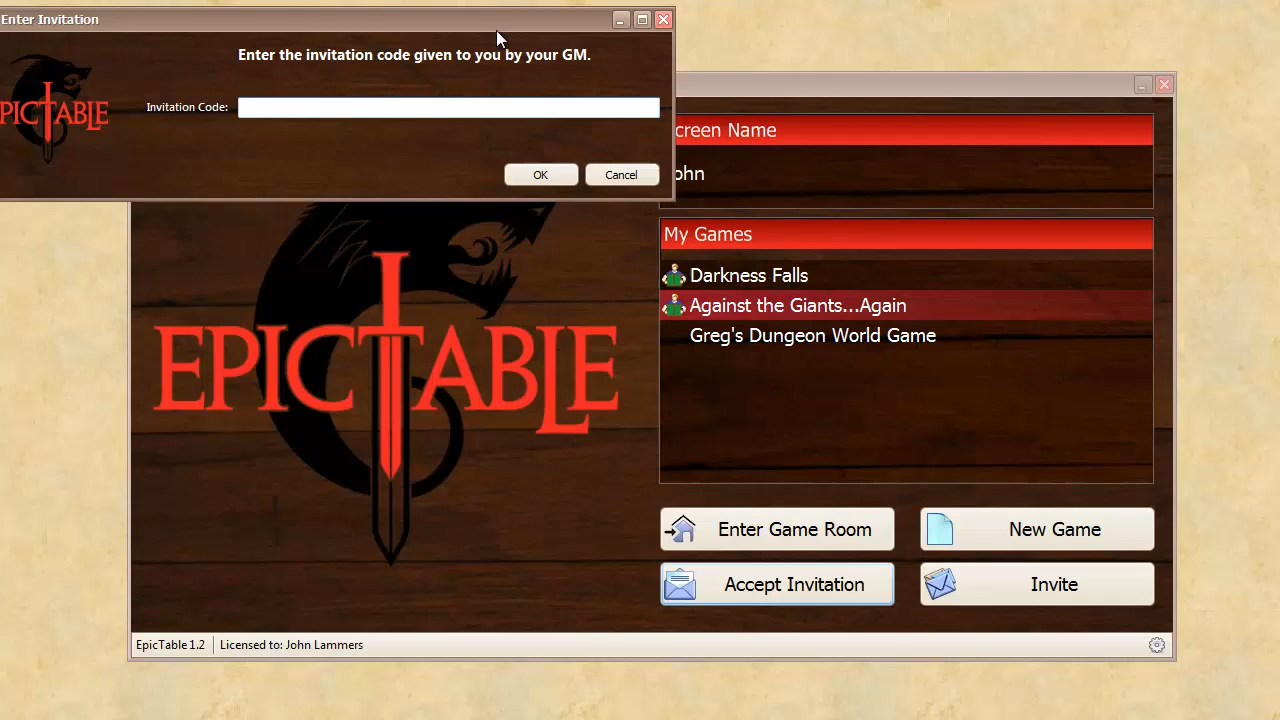 Enter Invitation
Enter the invitation code given to you by your GM.
PICTABLE
Invitation Code:
OK
Cancel
creen Name
ohn
EPICTABLE
My Games
Darkness Falls
Against the Giants...Again
Greg's Dungeon World Game
Enter Game Room
New Game
Accept Invitation
Invite
EpicTable 1.2
Licensed to: John Lammers